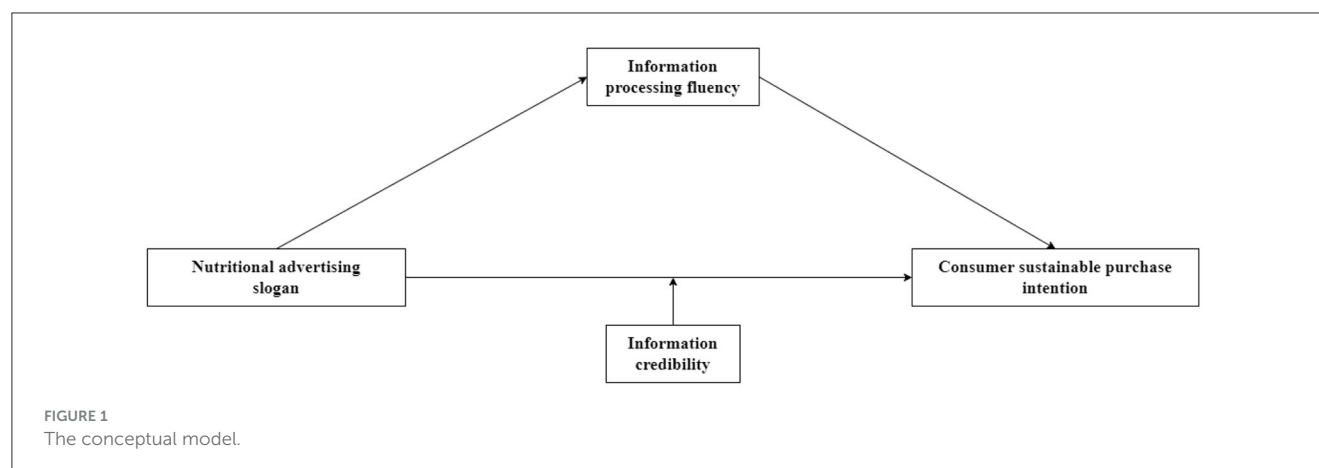 Information
processing fluency
Nutritional advertising
slogan
Consumer sustainable purchase
intention
Information
credibility
FIGURE 1
The conceptual model.